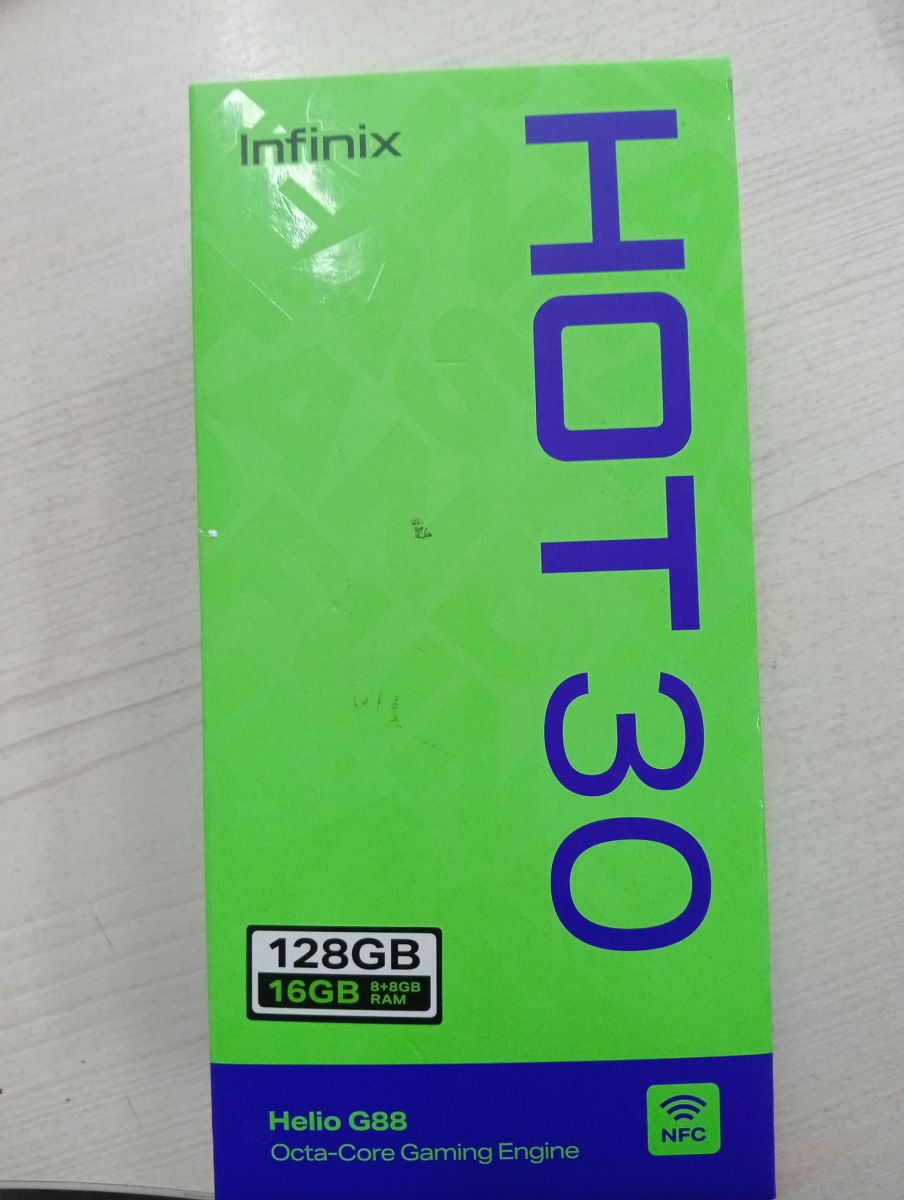 Infinix
HOT 30
128GB
16GB 8+8GB
RAM
Helio G88
Octa-Core Gaming Engine
NFC